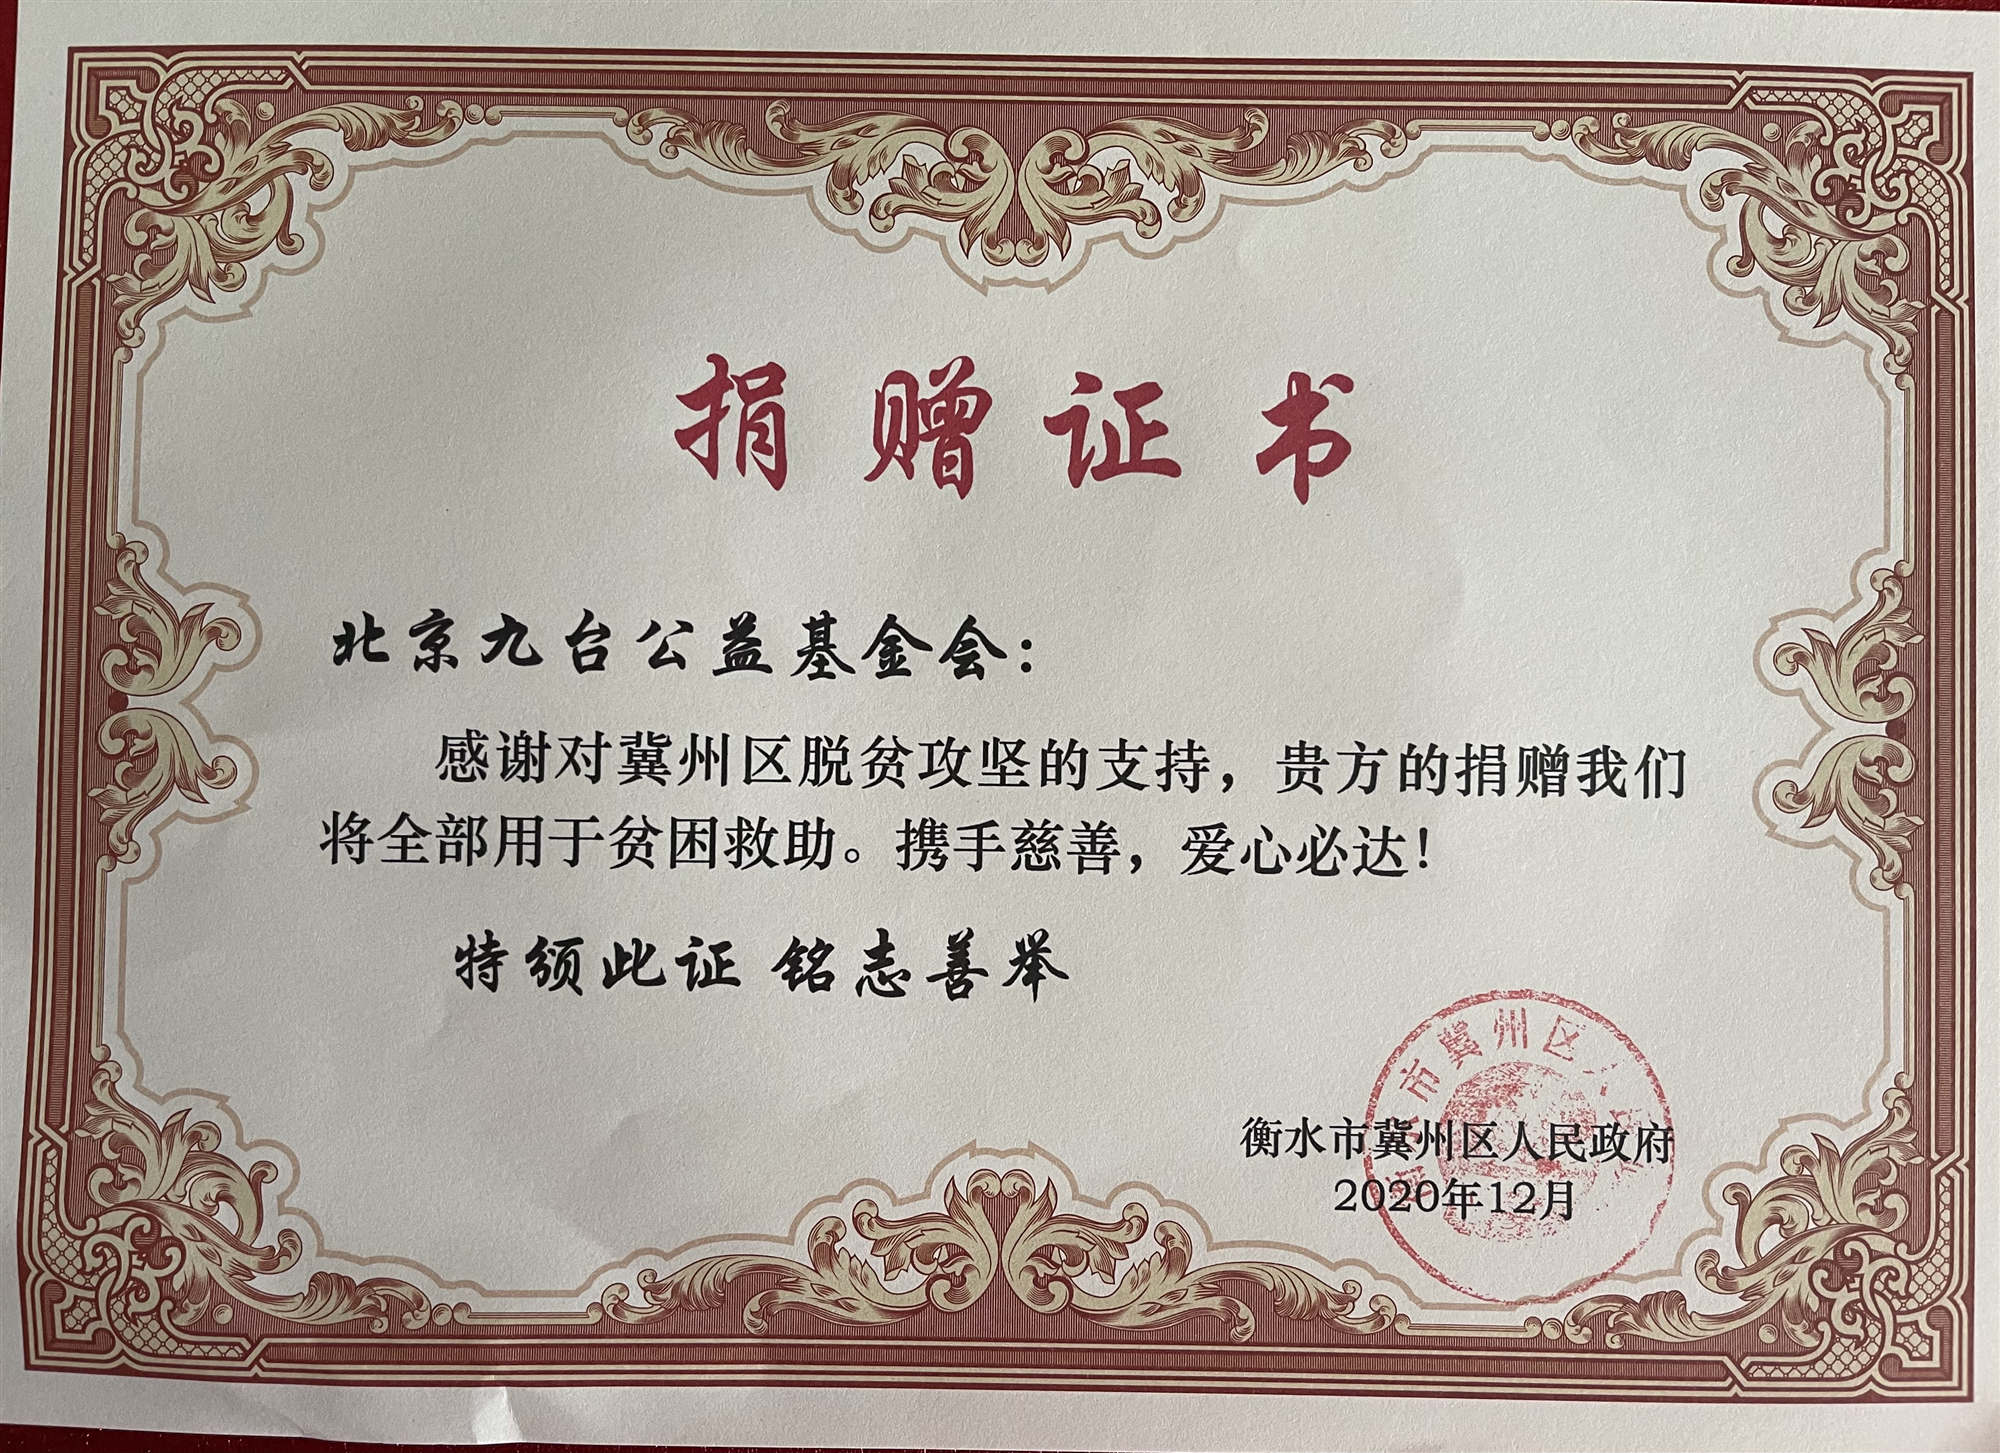 捐赠证书
北京九台公益基金会：
感谢对冀州区脱贫攻坚的支持，贵方的捐赠我们
将全部用于贫困救助。携手慈善，爱心必达！
特颁此证 铭志善举
市冀州区
衡水市冀州区人民政府
2020年12月